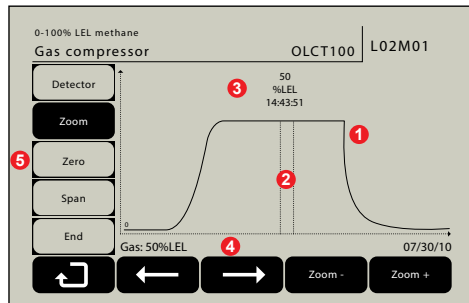 0-100% LEL methane
Gas compressor
OLCT100
L02M01
50
%LEL
14:43:51
3
1
2
4
5
Detector
Zoom
Zero
Span
End
0
Gas: 50%LEL
07/30/10
Zoom -
Zoom +